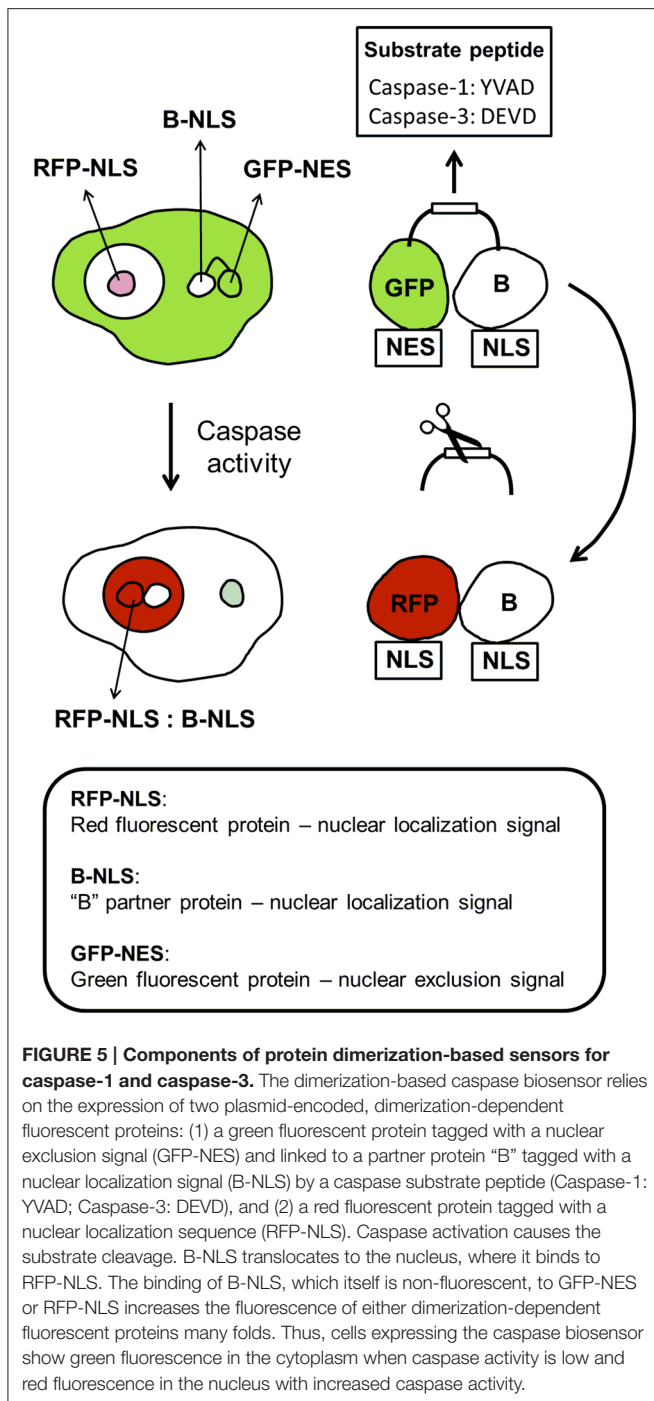 Substrate peptide
Caspase-1: YVAD
Caspase-3: DEVD
B-NLS
RFP-NLS
GFP-NES
GFP
B
NES
NLS
Caspase
activity
RFP
B
NLS
NLS
RFP-NLS : B-NLS
RFP-NLS:
Red fluorescent protein – nuclear localization signal
B-NLS:
“B” partner protein – nuclear localization signal
GFP-NES:
Green fluorescent protein – nuclear exclusion signal
FIGURE 5 | Components of protein dimerization-based sensors for
caspase-1 and caspase-3. The dimerization-based caspase biosensor relies
on the expression of two plasmid-encoded, dimerization-dependent
fluorescent proteins: (1) a green fluorescent protein tagged with a nuclear
exclusion signal (GFP-NES) and linked to a partner protein “B” tagged with a
nuclear localization signal (B-NLS) by a caspase substrate peptide (Caspase-1:
YVAD; Caspase-3: DEVD), and (2) a red fluorescent protein tagged with a
nuclear localization sequence (RFP-NLS). Caspase activation causes the
substrate cleavage. B-NLS translocates to the nucleus, where it binds to
RFP-NLS. The binding of B-NLS, which itself is non-fluorescent, to GFP-NES
or RFP-NLS increases the fluorescence of either dimerization-dependent
fluorescent proteins many folds. Thus, cells expressing the caspase biosensor
show green fluorescence in the cytoplasm when caspase activity is low and
red fluorescence in the nucleus with increased caspase activity.